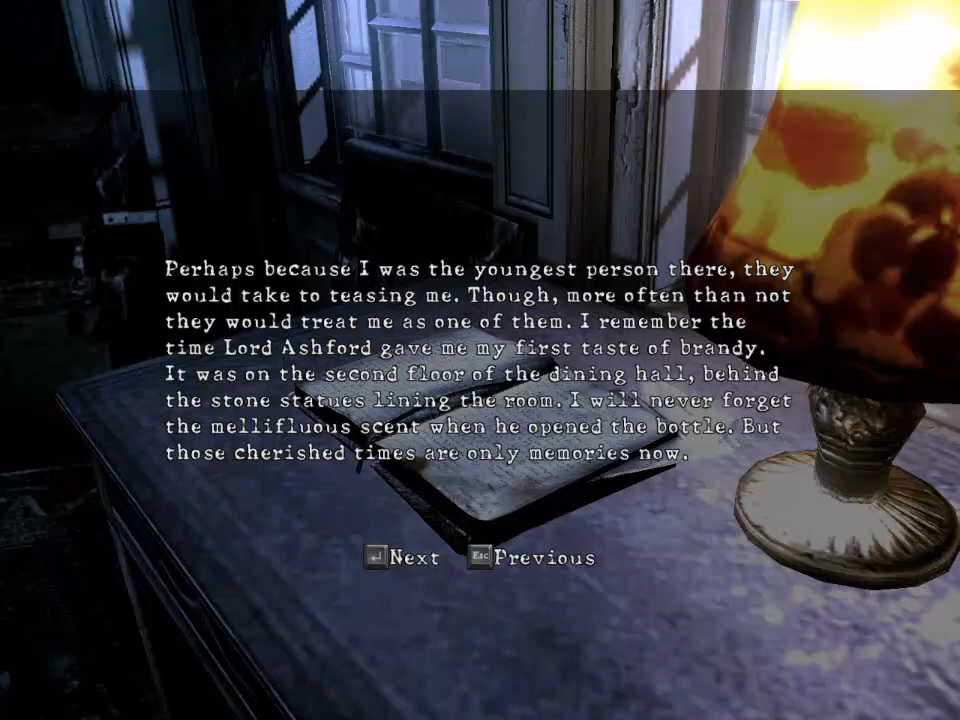 Perhaps because I was the youngest person there, they
would take to teasing me. Though, more often than not
they would treat me as one of them. I remember the
time Lord Ashford gave me my first taste of brandy.
It was on the second floor of the dining hall, behind
the stone statues lining the room. I will never forget
the mellifluous scent when he opened the bottle. But
those cherished times are only memories now.
Next Esc Previous